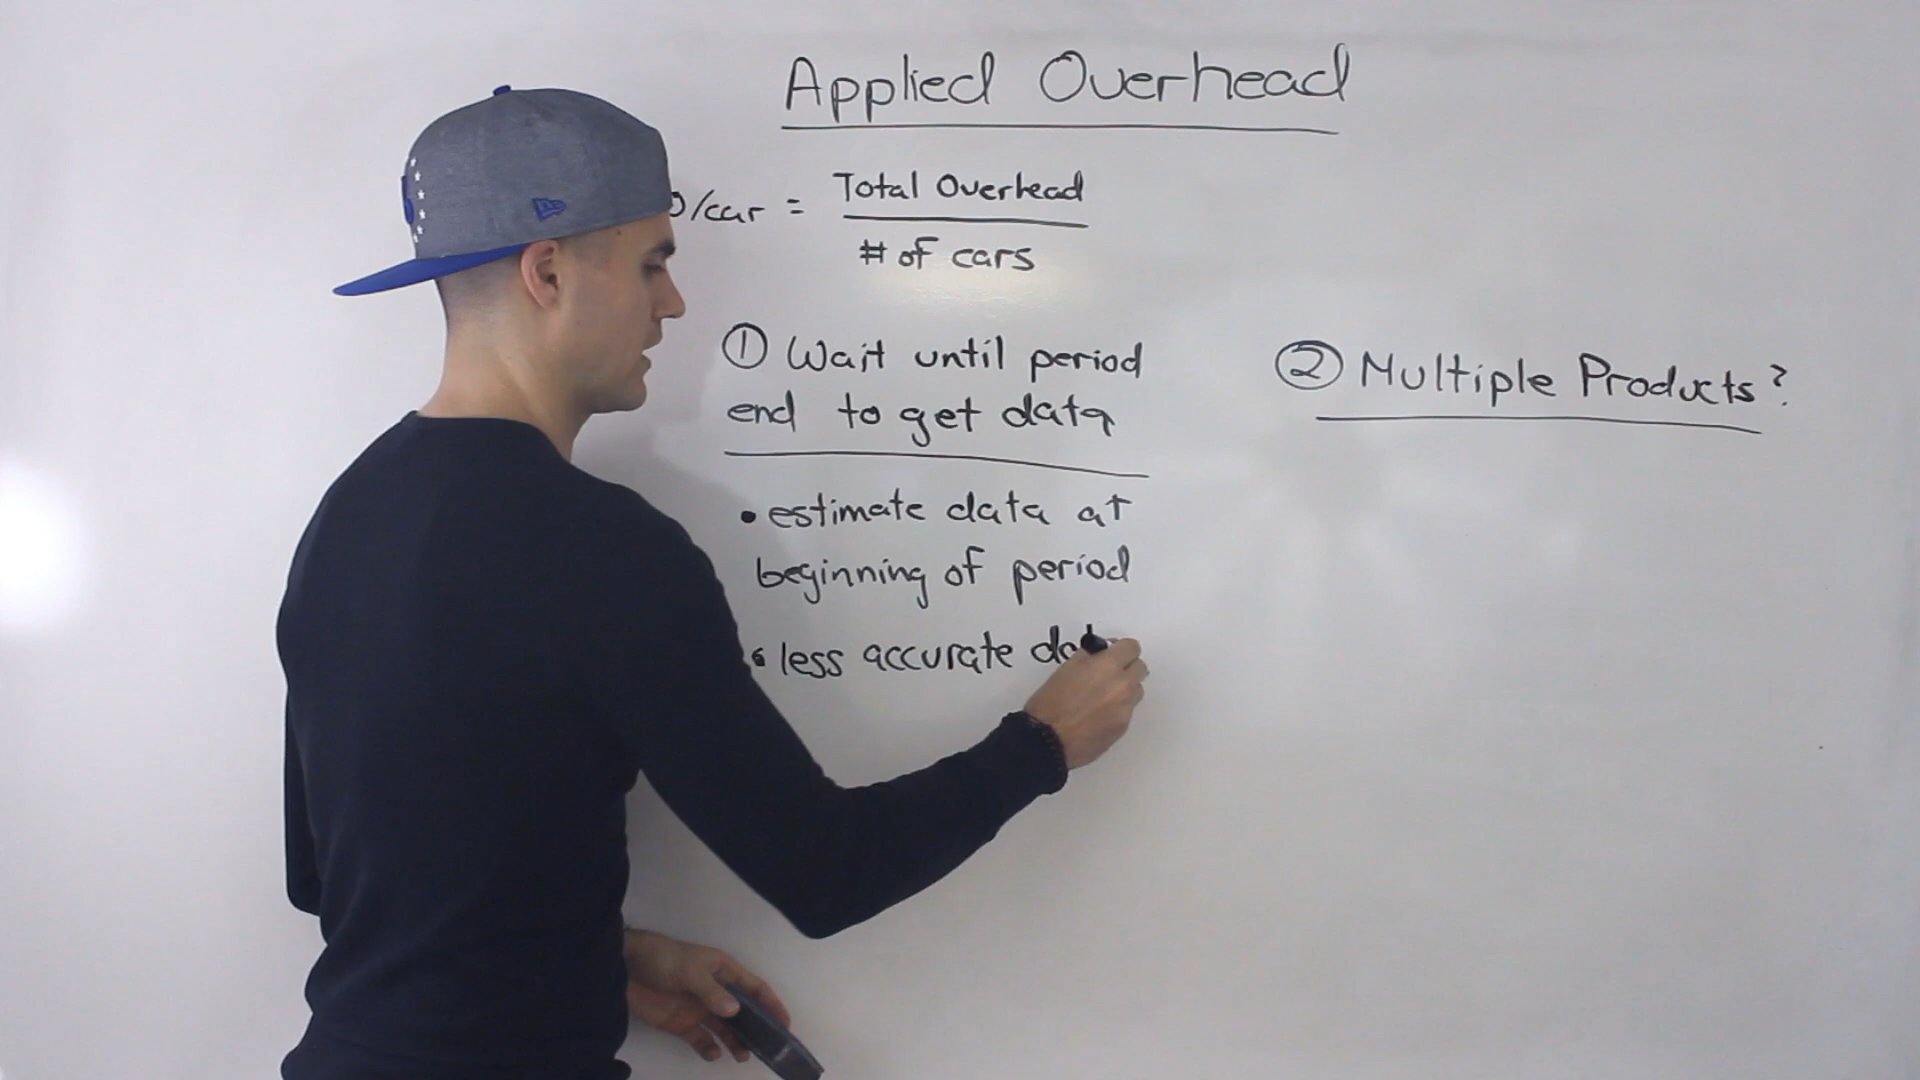 Applied Overhead
/car = Total Overhead
# of cars
① Wait until period
end to get data
• estimate data at
beginning of period
• less accurate
② Multiple Products?